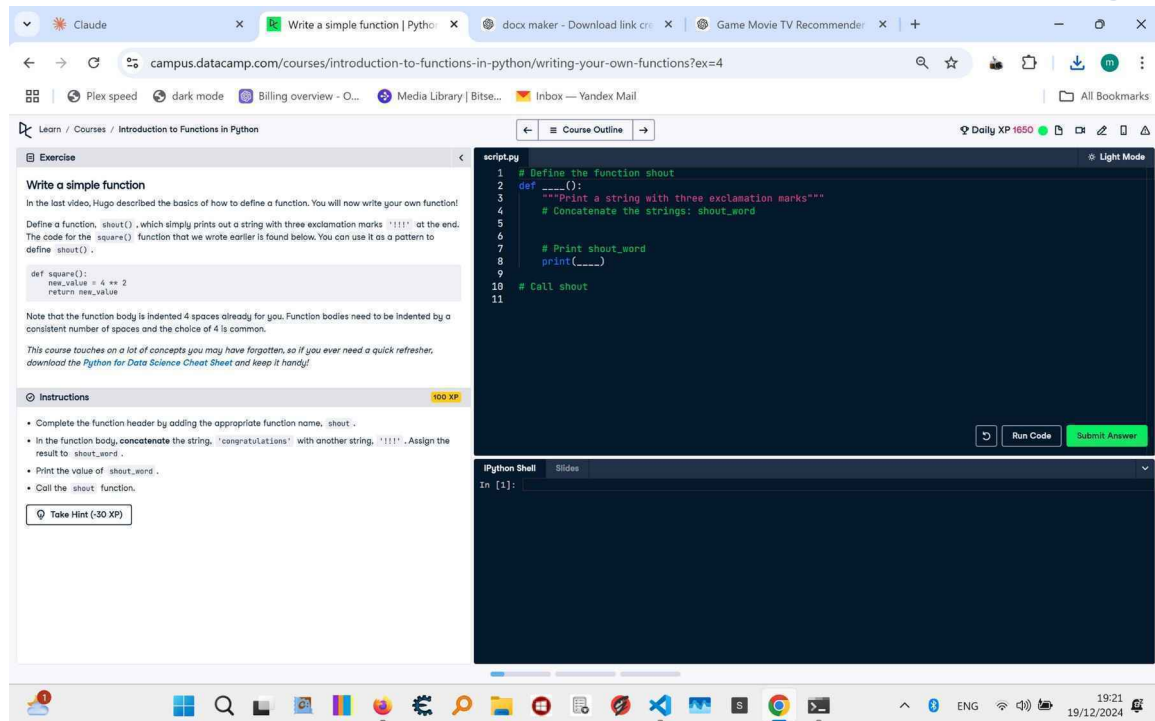 Claude
Write a simple function | Pytho
docx maker - Download link cre
Game Movie TV Recommender
campus.datacamp.com/courses/introduction-to-functions-in-python/writing-your-own-functions?ex=4
m
Plex speed
dark mode
Billing overview - O...
Media Library | Bitse...
Inbox — Yandex Mail
All Bookmarks
Learn / Courses / Introduction to Functions in Python
Course Outline
Daily XP 1650
Exercise
Write a simple function
In the last video, Hugo described the basics of how to define a function. You will now write your own function!
Define a function, shout() , which simply prints out a string with three exclamation marks '!!!' at the end.
The code for the square() function that we wrote earlier is found below. You can use it as a pattern to
define shout() .
def square():
    new_value = 4 ** 2
    return new_value
Note that the function body is indented 4 spaces already for you. Function bodies need to be indented by a
consistent number of spaces and the choice of 4 is common.
This course touches on a lot of concepts you may have forgotten, so if you ever need a quick refresher,
download the Python for Data Science Cheat Sheet and keep it handy!
Instructions
100 XP
• Complete the function header by adding the appropriate function name, shout .
• In the function body, concatenate the string, 'congratulations' with another string, '!!!' . Assign the
result to shout_word .
• Print the value of shout_word .
• Call the shout function.
Take Hint (-30 XP)
script.py
Light Mode
1 # Define the function shout
2 def ____():
3     """Print a string with three exclamation marks"""
4     # Concatenate the strings: shout_word
5
6
7     # Print shout_word
8     print(____)
9
10 # Call shout
11
Run Code
Submit Answer
IPython Shell
Slides
In [1]:
1
S
ENG
19:21
19/12/2024